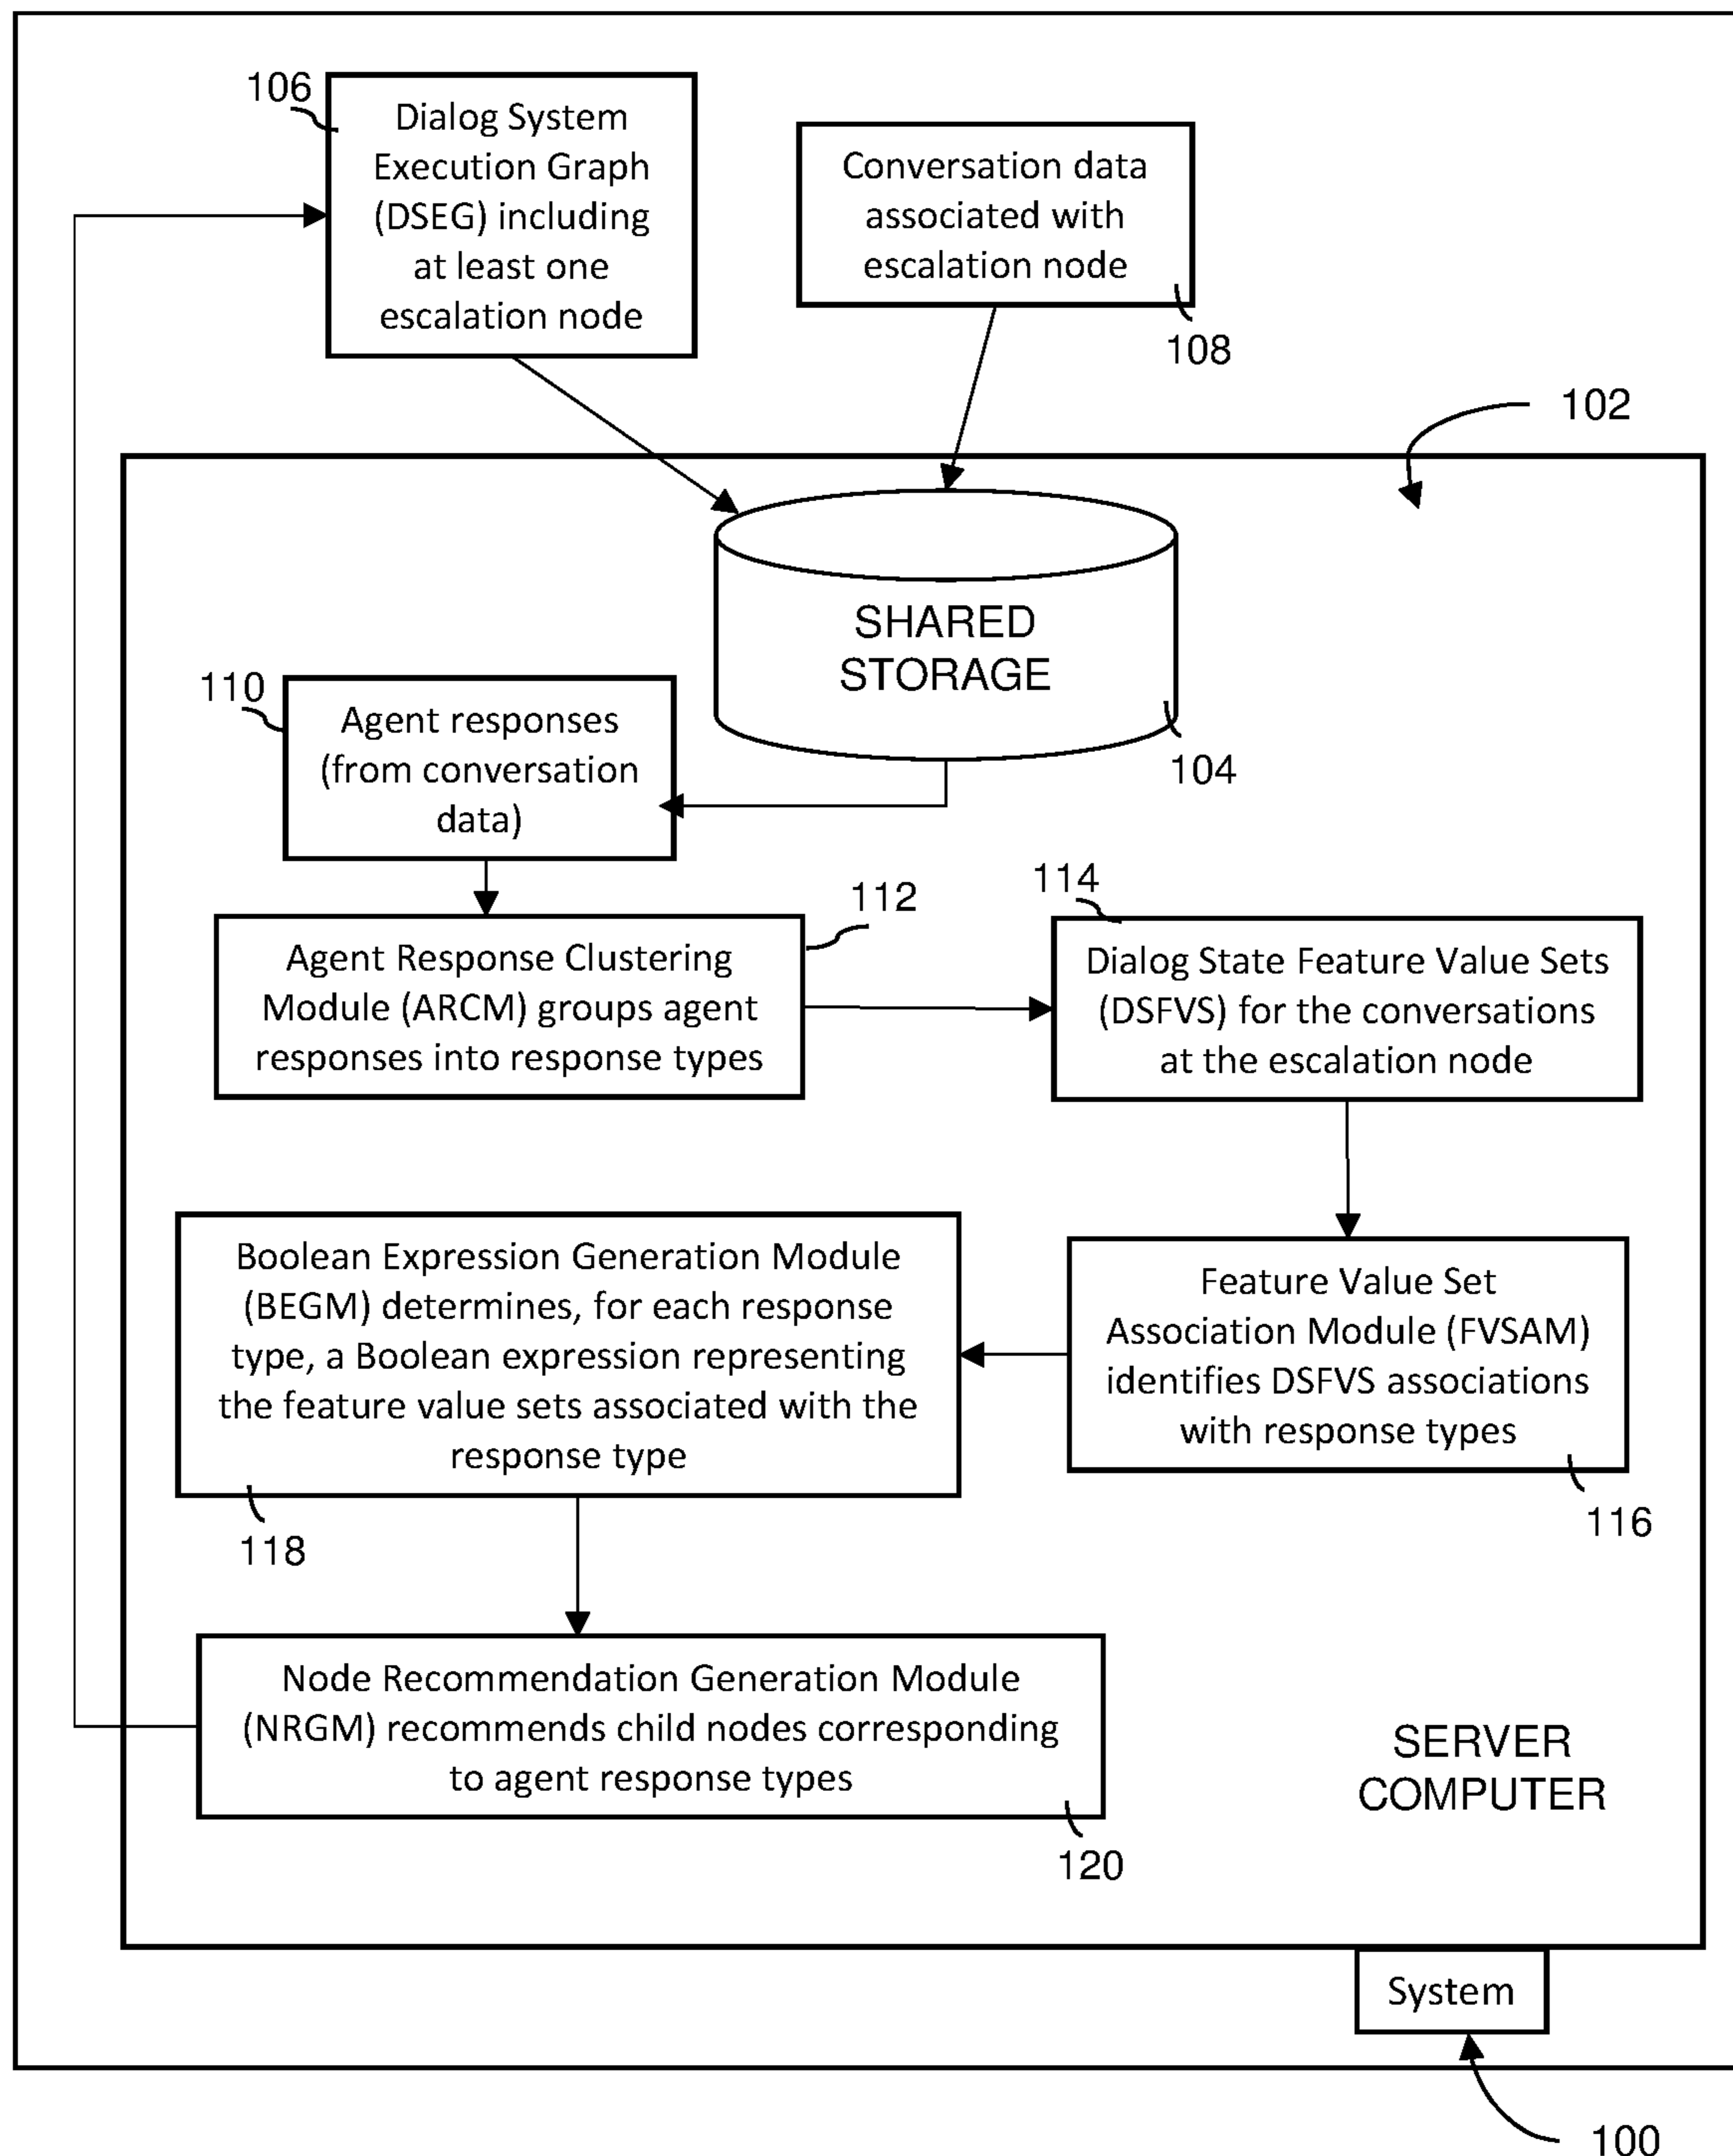 106
Dialog System
Execution Graph
(DSEG) including
at least one
escalation node
Conversation data
associated with
escalation node
108
102
SHARED
STORAGE
104
110
Agent responses
(from conversation
data)
112
Agent Response Clustering
Module (ARCM) groups agent
responses into response types
114
Dialog State Feature Value Sets
(DSFVS) for the conversations
at the escalation node
Feature Value Set
Association Module (FVSAM)
identifies DSFVS associations
with response types
116
Boolean Expression Generation Module
(BEGM) determines, for each response
type, a Boolean expression representing
the feature value sets associated with the
response type
118
Node Recommendation Generation Module
(NRGM) recommends child nodes corresponding
to agent response types
120
SERVER
COMPUTER
System
100